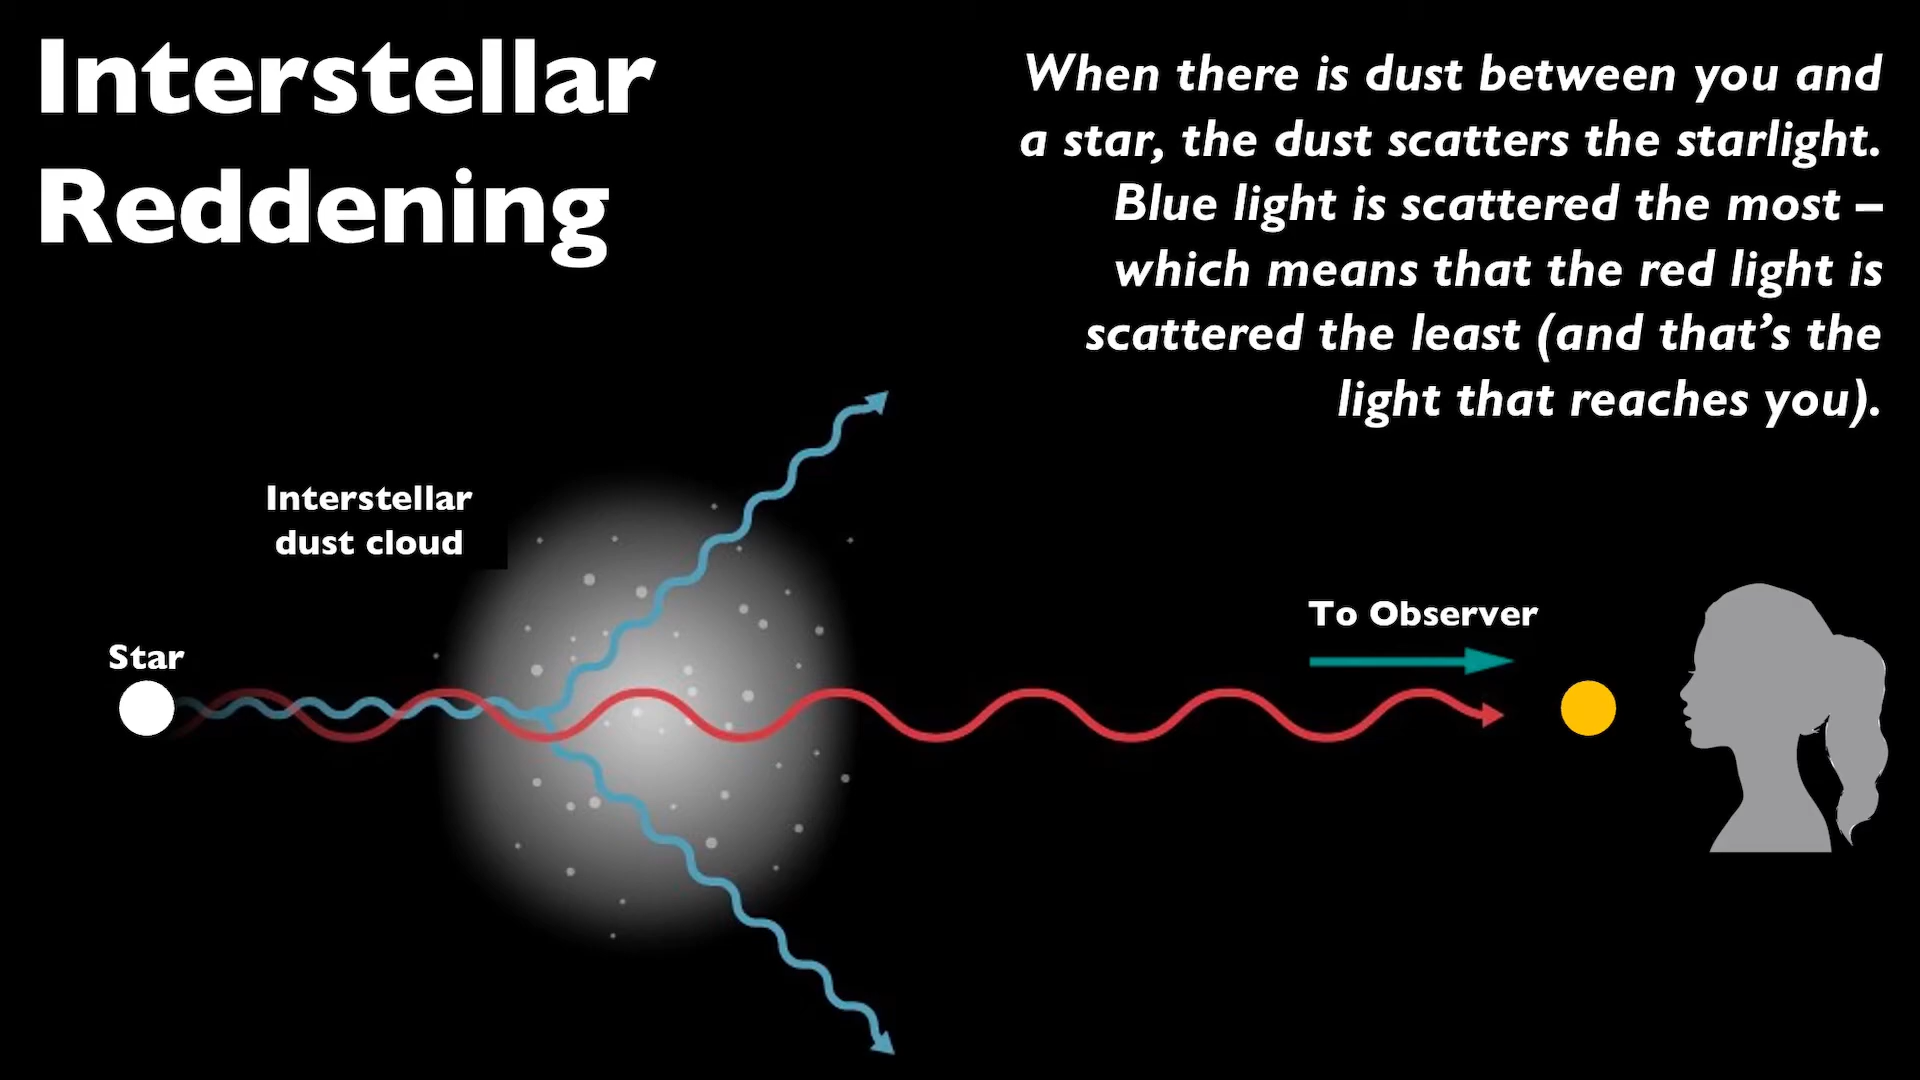 Interstellar
Reddening
When there is dust between you and
a star, the dust scatters the starlight.
Blue light is scattered the most –
which means that the red light is
scattered the least (and that’s the
light that reaches you).
Interstellar
dust cloud
Star
To Observer